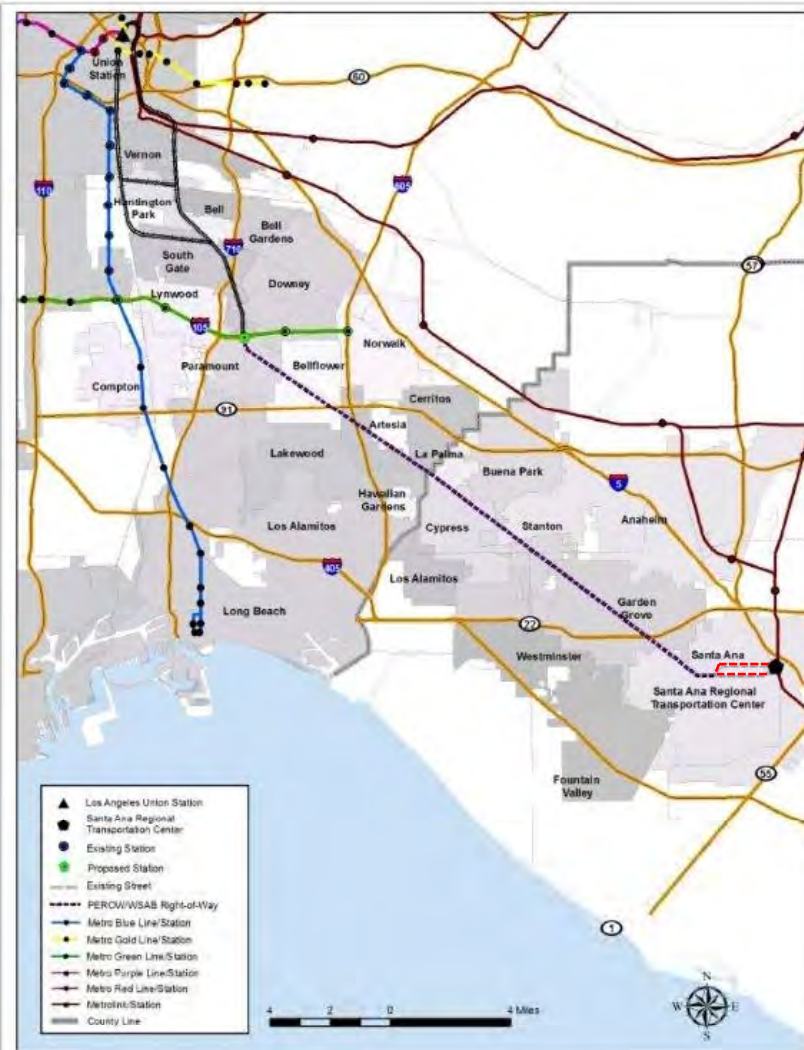 Union
Station
60
Vernon
110
605
Huntington
Park
Bell
Bell
Gardens
710
57
South
Gate
Downey
Lynwood
105
Norwalk
Paramount
Bellflower
Compton
Cerritos
91
Artesia
Lakewood
La Palma
Buena Park
5
Hawaiian
Gardens
Anaheim
Los Alamitos
Cypress
Stanton
405
Los Alamitos
Long Beach
Garden
Grove
22
Westminster
Santa Ana
Santa Ana Regional
Transportation Center
55
Fountain
Valley
1
Los Angeles Union Station
Santa Ana Regional
Transportation Center
Existing Station
Proposed Station
Existing Street
PEROW/WSAB Right-of-Way
Metro Blue Line/Station
Metro Gold Line/Station
Metro Green Line/Station
Metro Purple Line/Station
Metro Red Line/Station
Metrolink/Station
County Line
4 2 0 4 Miles
N
W E
S